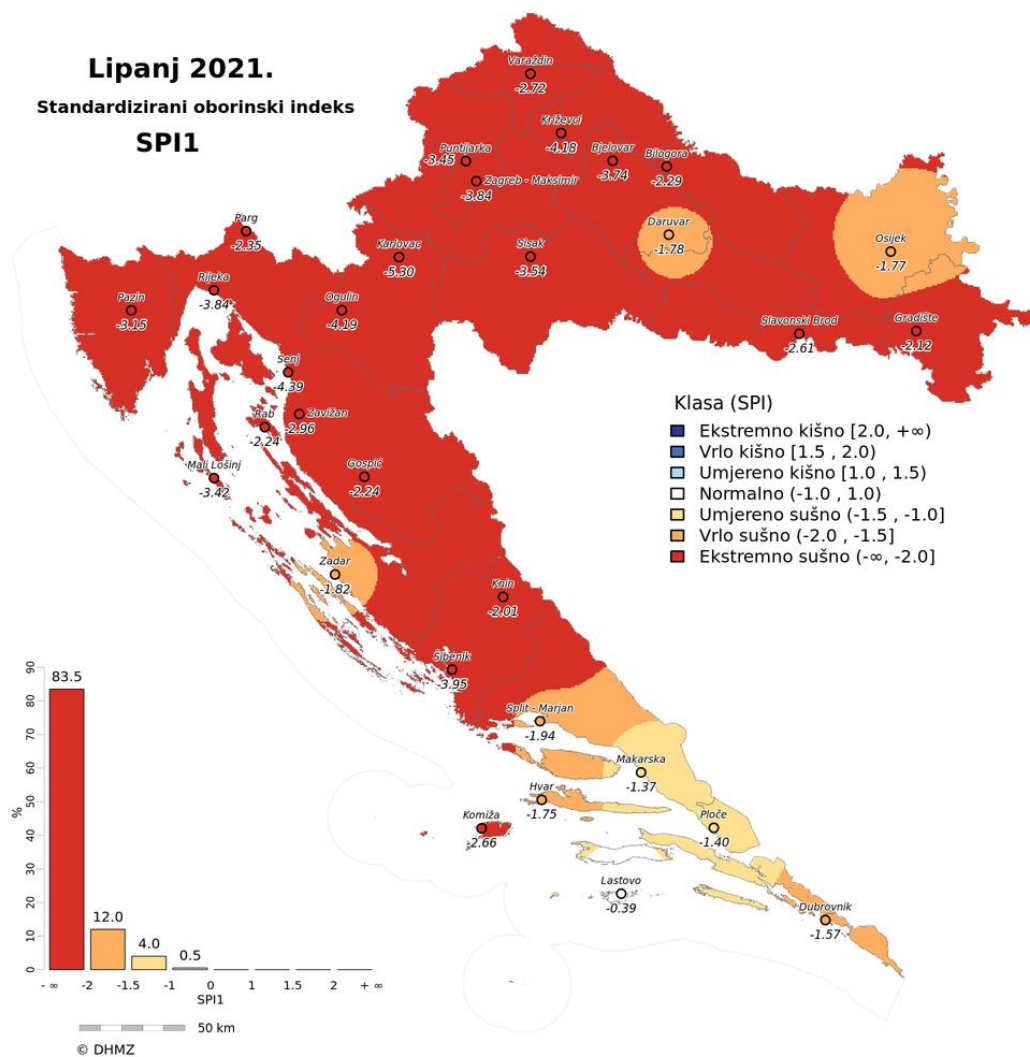 Lipanj 2021.
Standardizirani oborinski indeks
SPI1
Varaždin
-2.72
Križevci
-4.18
Puntijarka
-3.45
Bjelovar
-3.74
Bilogora
-2.29
Zagreb - Maksimir
-3.84
Parg
-2.35
Daruvar
-1.78
Karlovac
-5.30
Sisak
-3.54
Osijek
-1.77
Rijeka
-3.84
Pazin
-3.15
Ogulin
-4.19
Slavonski Brod
-2.61
Gradište
-2.12
Senj
-4.39
Zavižan
-2.96
Rab
-2.24
Mali Lošinj
-3.42
Gospić
-2.24
Klasa (SPI)
Ekstremno kišno [2.0, +∞)
Vrlo kišno [1.5 , 2.0)
Umjereno kišno [1.0 , 1.5)
Normalno (-1.0 , 1.0)
Umjereno sušno (-1.5 , -1.0]
Vrlo sušno (-2.0 , -1.5]
Ekstremno sušno (-∞, -2.0]
Zadar
-1.82
Knin
-2.01
Šibenik
-3.95
Split - Marjan
-1.94
Makarska
-1.37
Hvar
-1.75
Komiža
-2.66
Ploče
-1.40
Lastovo
-0.39
Dubrovnik
-1.57
90
80
70
60
50
40
30
20
10
0
%
83.5
12.0
4.0
0.5
- ∞ -2 -1.5 -1 0 1 1.5 2 + ∞
SPI1
50 km
© DHMZ